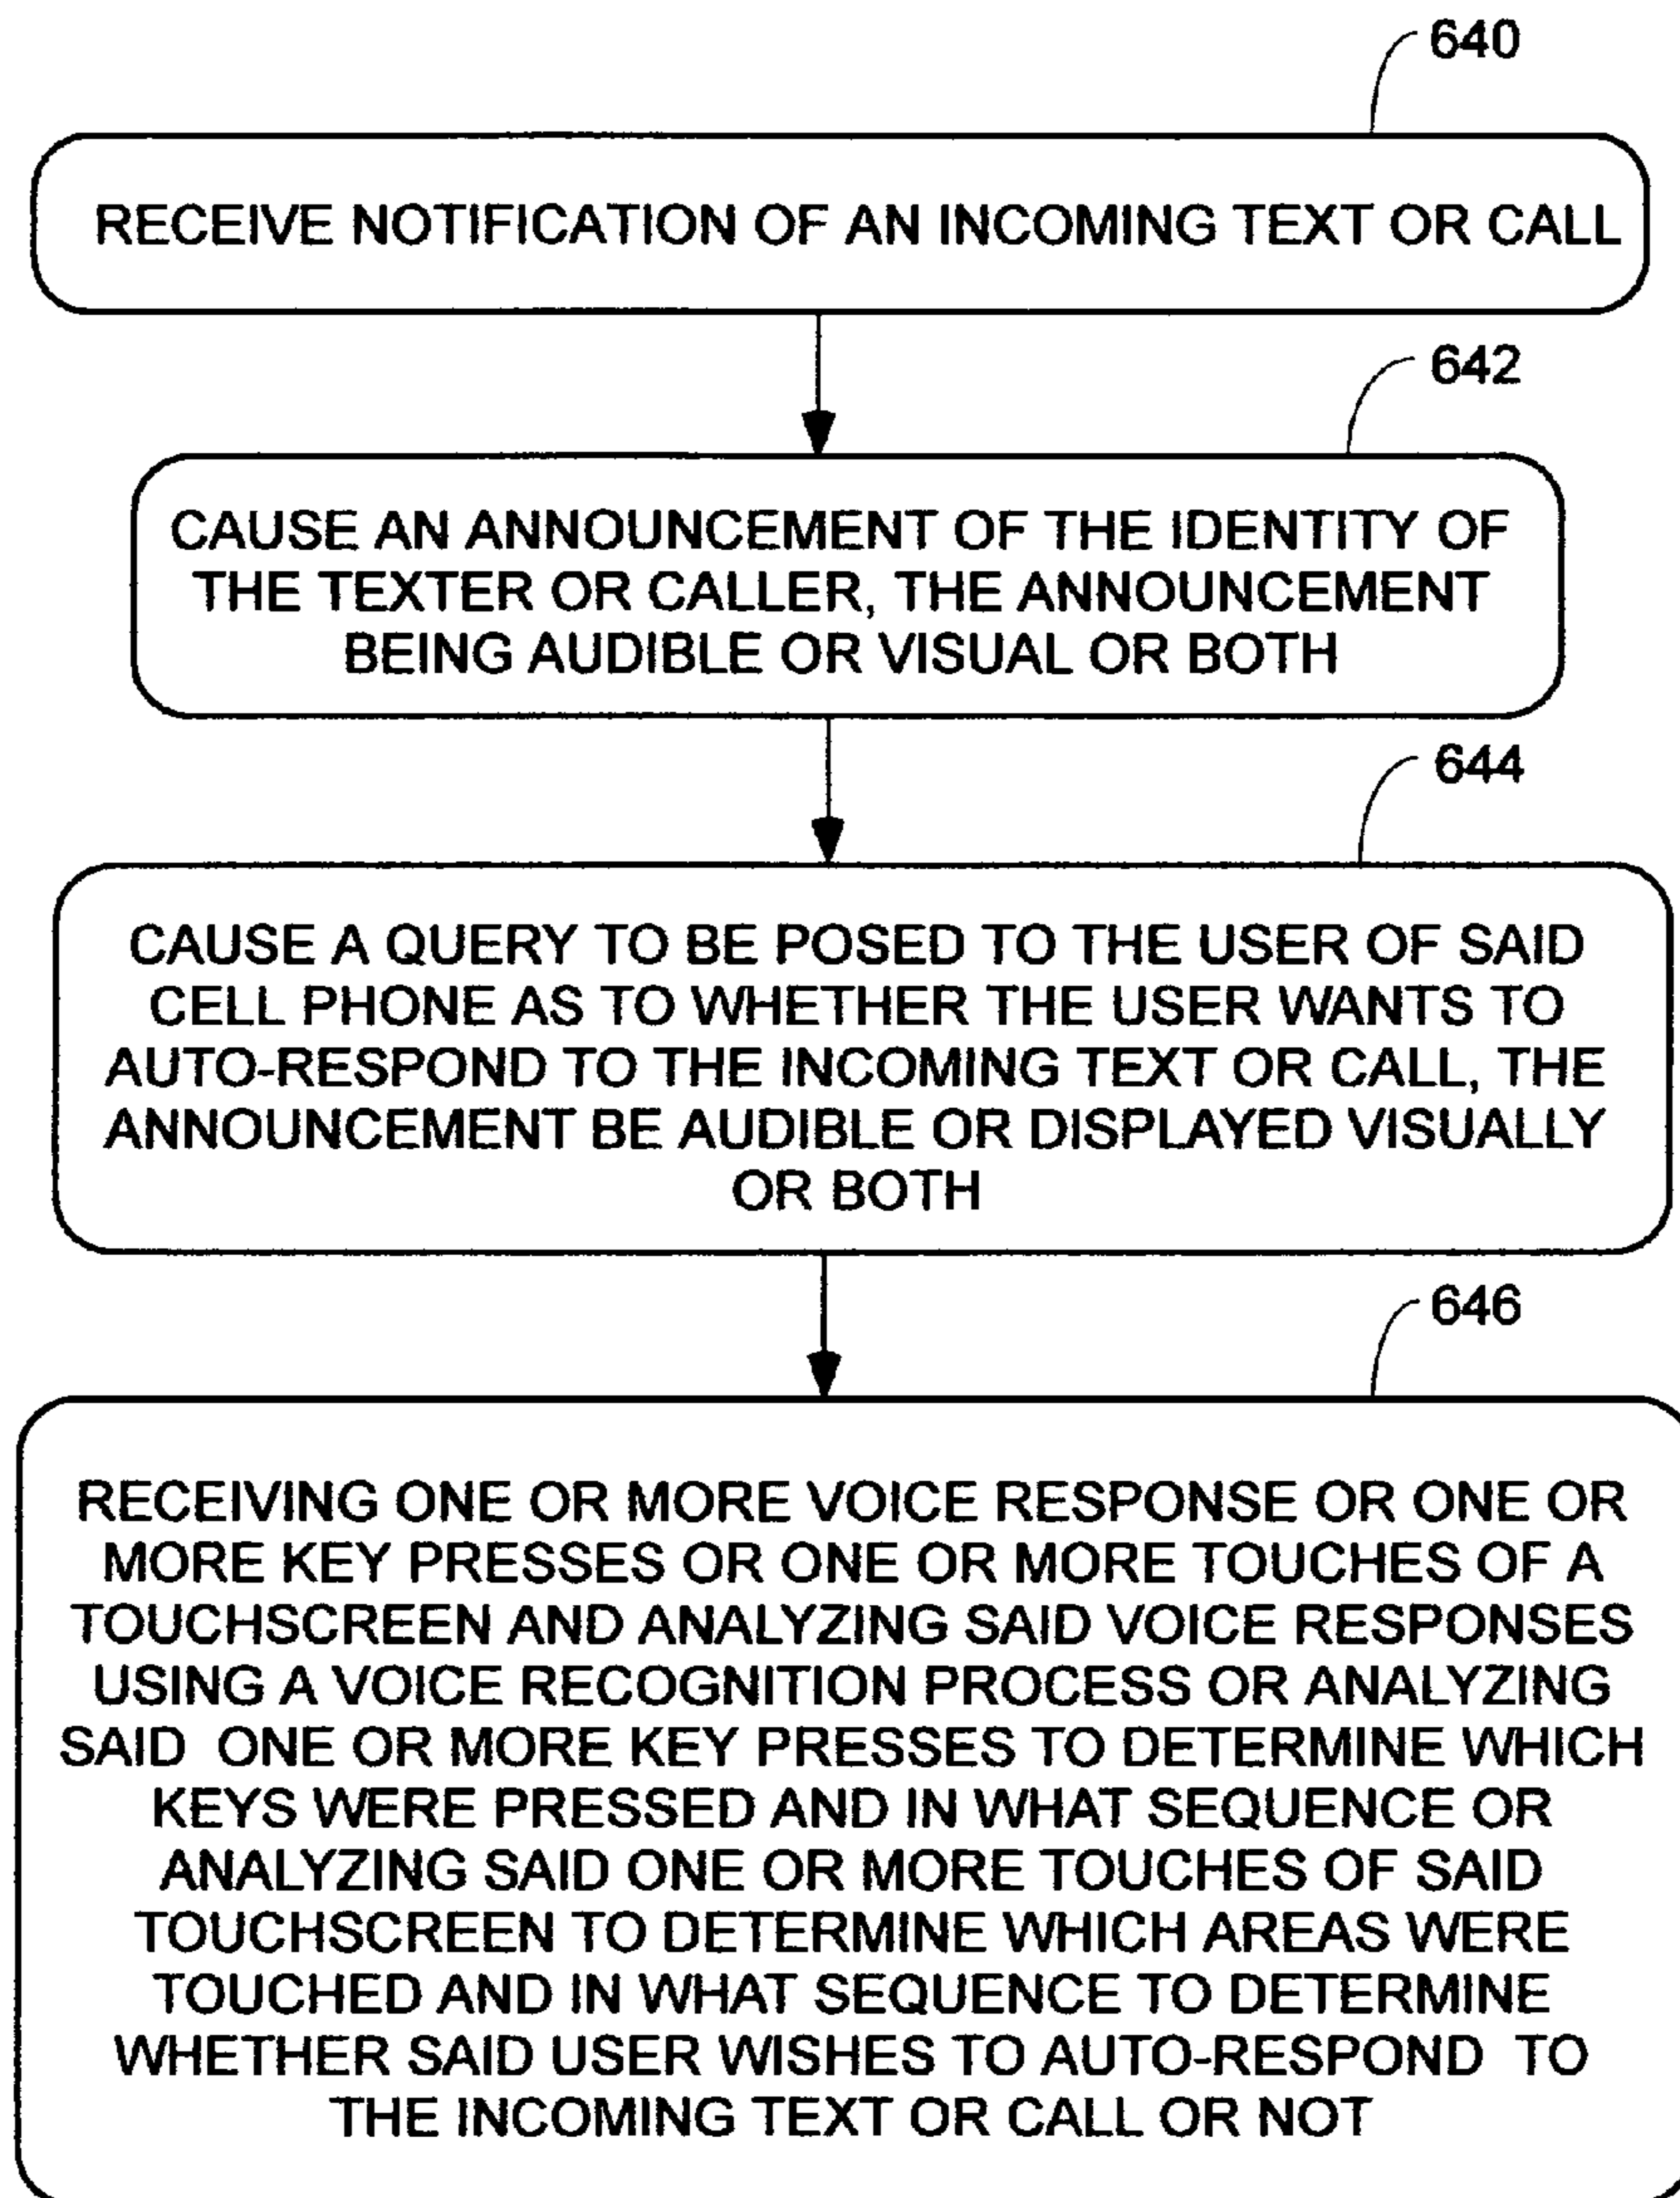 640
RECEIVE NOTIFICATION OF AN INCOMING TEXT OR CALL
642
CAUSE AN ANNOUNCEMENT OF THE IDENTITY OF
THE TEXTER OR CALLER, THE ANNOUNCEMENT
BEING AUDIBLE OR VISUAL OR BOTH
644
CAUSE A QUERY TO BE POSED TO THE USER OF SAID
CELL PHONE AS TO WHETHER THE USER WANTS TO
AUTO-RESPOND TO THE INCOMING TEXT OR CALL, THE
ANNOUNCEMENT BE AUDIBLE OR DISPLAYED VISUALLY
OR BOTH
646
RECEIVING ONE OR MORE VOICE RESPONSE OR ONE OR
MORE KEY PRESSES OR ONE OR MORE TOUCHES OF A
TOUCHSCREEN AND ANALYZING SAID VOICE RESPONSES
USING A VOICE RECOGNITION PROCESS OR ANALYZING
SAID ONE OR MORE KEY PRESSES TO DETERMINE WHICH
KEYS WERE PRESSED AND IN WHAT SEQUENCE OR
ANALYZING SAID ONE OR MORE TOUCHES OF SAID
TOUCHSCREEN TO DETERMINE WHICH AREAS WERE
TOUCHED AND IN WHAT SEQUENCE TO DETERMINE
WHETHER SAID USER WISHES TO AUTO-RESPOND TO
THE INCOMING TEXT OR CALL OR NOT